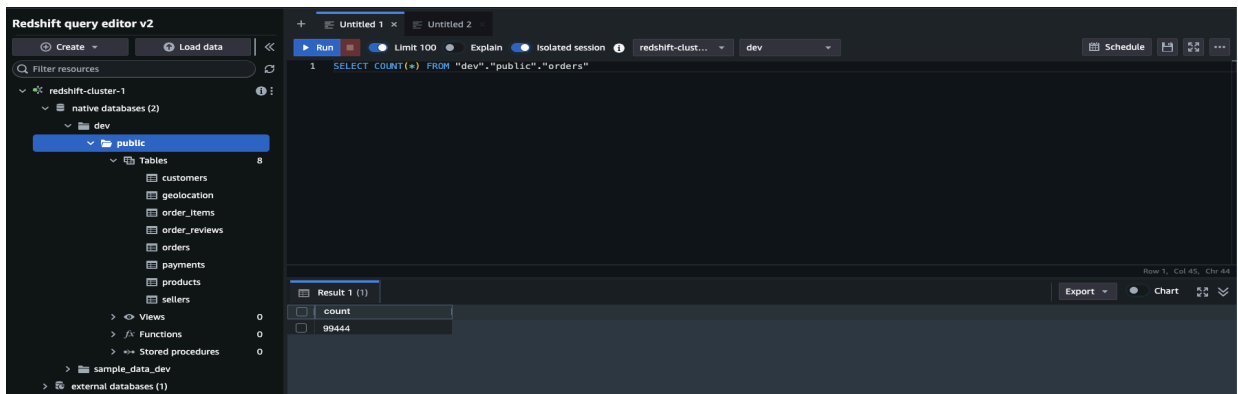 Redshift query editor v2
Create
Load data
Filter resources
redshift-cluster-1
native databases (2)
dev
public
Tables 8
customers
geolocation
order_items
order_reviews
orders
payments
products
sellers
Views 0
Functions 0
Stored procedures 0
sample_data_dev
external databases (1)
+ Untitled 1 × Untitled 2
Run Limit 100 Explain Isolated session redshift-clust... dev Schedule
1 SELECT COUNT(*) FROM "dev"."public"."orders"
Row 1, Col 45, Chr 44
Result 1 (1) Export Chart
count
99444